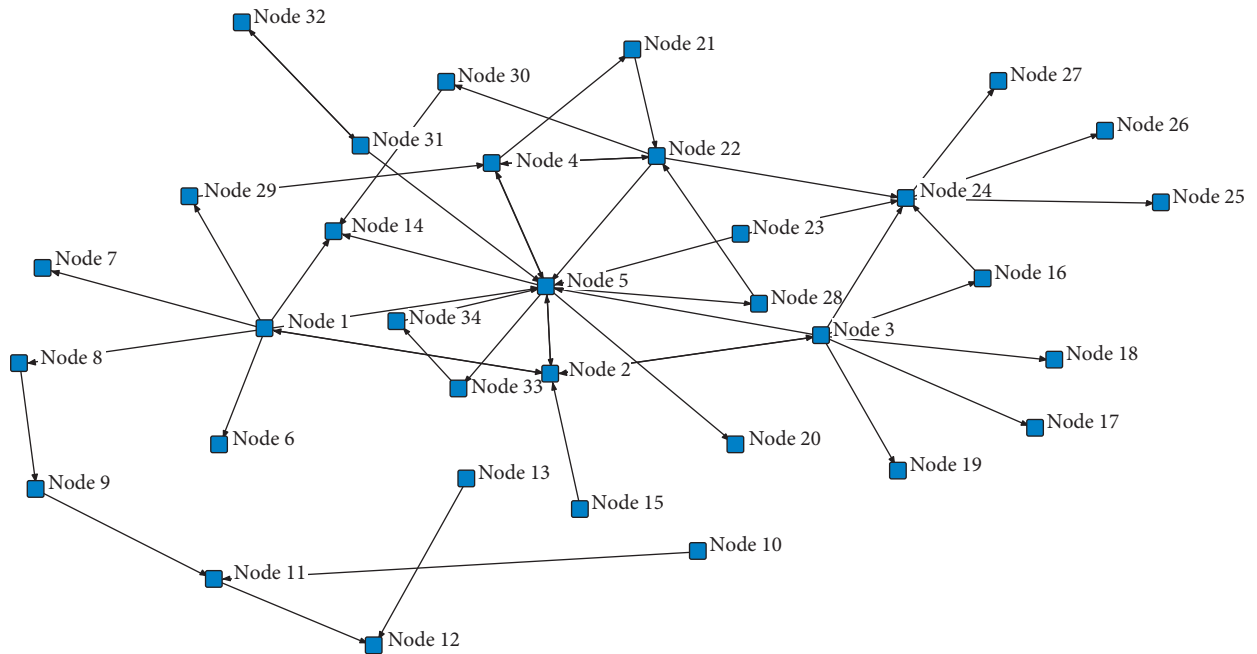 Node 32
Node 21
Node 30
Node 27
Node 26
Node 31
Node 4
Node 22
Node 29
Node 24
Node 25
Node 14
Node 23
Node 7
Node 5
Node 16
Node 28
Node 1
Node 34
Node 3
Node 8
Node 18
Node 2
Node 33
Node 17
Node 6
Node 20
Node 19
Node 13
Node 9
Node 15
Node 10
Node 11
Node 12